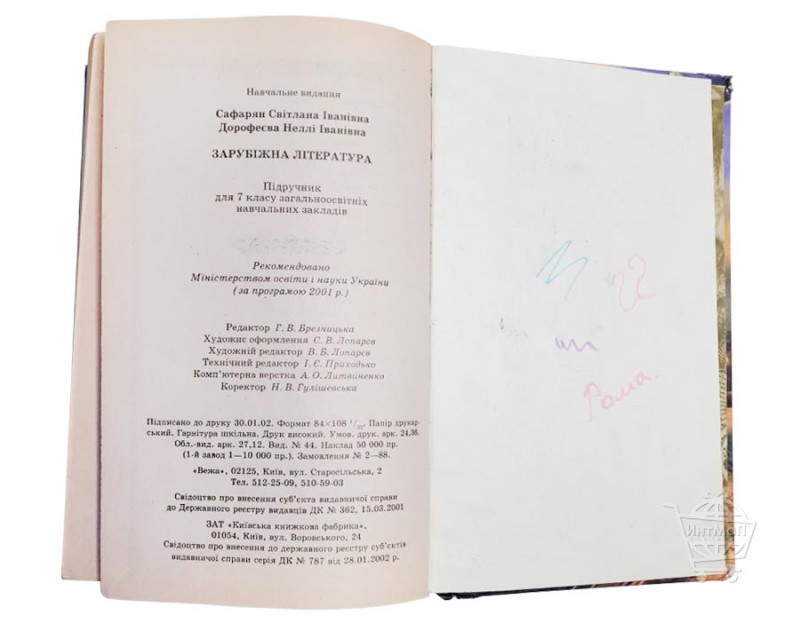 Навчальне видання
Сафарян Світлана Іванівна
Дорофеєва Неллі Іванівна
ЗАРУБІЖНА ЛІТЕРАТУРА
Підручник
для 7 класу загальноосвітніх
навчальних закладів
Рекомендовано
Міністерством освіти і науки України
(за програмою 2001 р.)
Редактор Г. В. Брезницька
Художнє оформлення Є. В. Лопарєв
Художній редактор В. Б. Лопарєв
Технічний редактор І. Є. Приходько
Комп'ютерна верстка А. О. Литвиненко
Коректор Н. В. Гулішевська
Підписано до друку 30.01.02. Формат 84×108 1/32. Папір друкар-
ський. Гарнітура шкільна. Друк високий. Умов. друк. арк. 24,36.
Обл.-вид. арк. 27,12. Вид. № 44. Наклад 50 000 пр.
(1-й завод 1—10 000 пр.). Замовлення № 2—88.
«Вежа», 02125, Київ, вул. Старосільська, 2
Тел. 512-25-09, 510-59-03
Свідоцтво про внесення суб'єкта видавничої справи
до Державного реєстру видавців ДК № 362, 15.03.2001
ЗАТ «Київська книжкова фабрика»,
01054, Київ, вул. Воровського, 24
Свідоцтво про внесення до державного реєстру суб'єктів
видавничої справи серія ДК № 787 від 28.01.2002 р.
Рома.
ИнтМоП